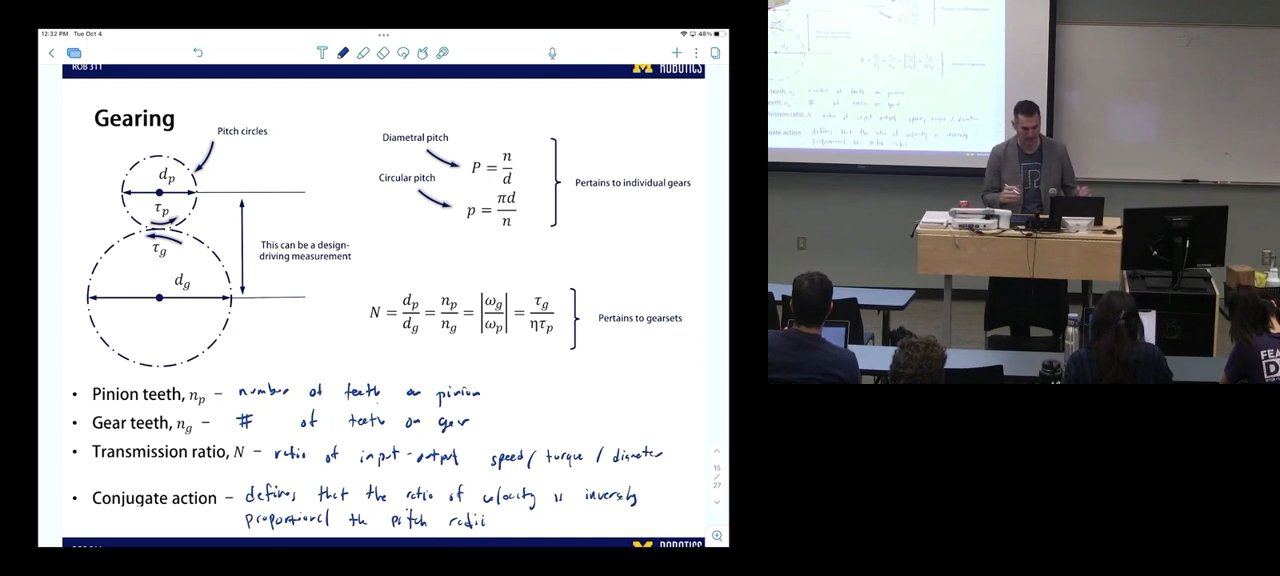 12:32 PM Tue Oct 4
48%
ROB 311
ROBOTICS
Gearing
Pitch circles
d_p
τ_p
τ_g
d_g
This can be a design-
driving measurement
Diametral pitch
P = n/d
Circular pitch
p = πd/n
Pertains to individual gears
N = d_p/d_g = n_p/n_g = |ω_g/ω_p| = τ_g/ητ_p
Pertains to gearsets
• Pinion teeth, n_p – number of teeth on pinion
• Gear teeth, n_g – # of teeth on gear
• Transmission ratio, N – ratio of input-output speed / torque / diameter
• Conjugate action – defines that the ratio of velocity is inversely
proportional the pitch radii
15
/
27
ROBOTICS